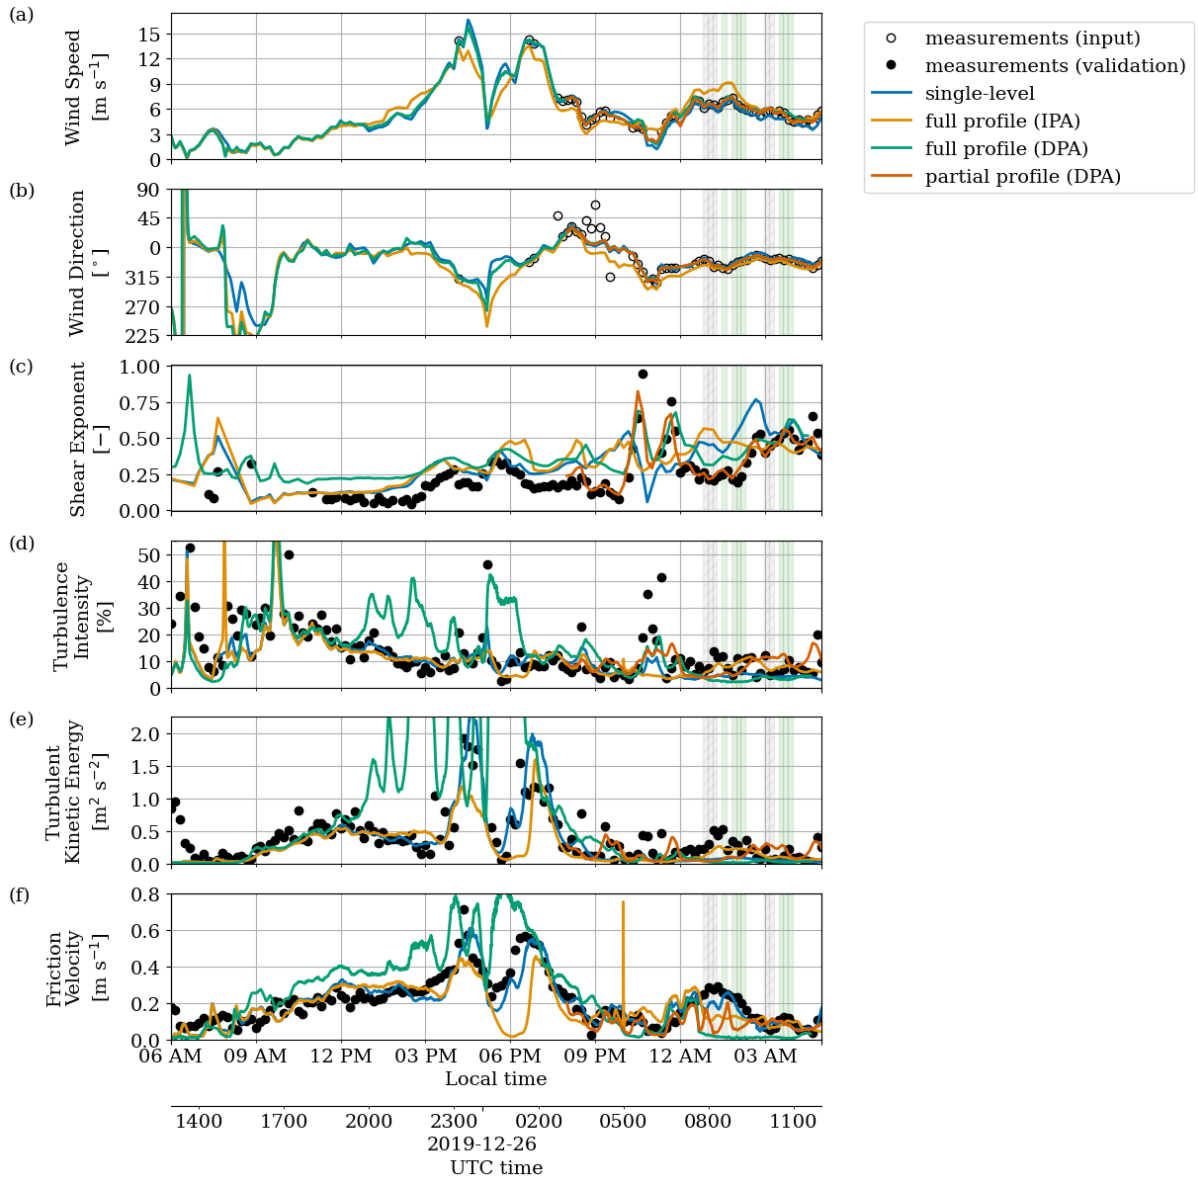 (a)
Wind Speed
[m s⁻¹]
15
12
9
6
3
0
measurements (input)
measurements (validation)
single-level
full profile (IPA)
full profile (DPA)
partial profile (DPA)
(b)
Wind Direction
[°]
90
45
0
315
270
225
(c)
Shear Exponent
[−]
1.00
0.75
0.50
0.25
0.00
(d)
Turbulence
Intensity
[%]
50
40
30
20
10
0
(e)
Turbulent
Kinetic Energy
[m² s⁻²]
2.0
1.5
1.0
0.5
0.0
(f)
Friction
Velocity
[m s⁻¹]
0.8
0.6
0.4
0.2
0.0
06 AM 09 AM 12 PM 03 PM 06 PM 09 PM 12 AM 03 AM
Local time
1400 1700 2000 2300 0200 0500 0800 1100
2019-12-26
UTC time